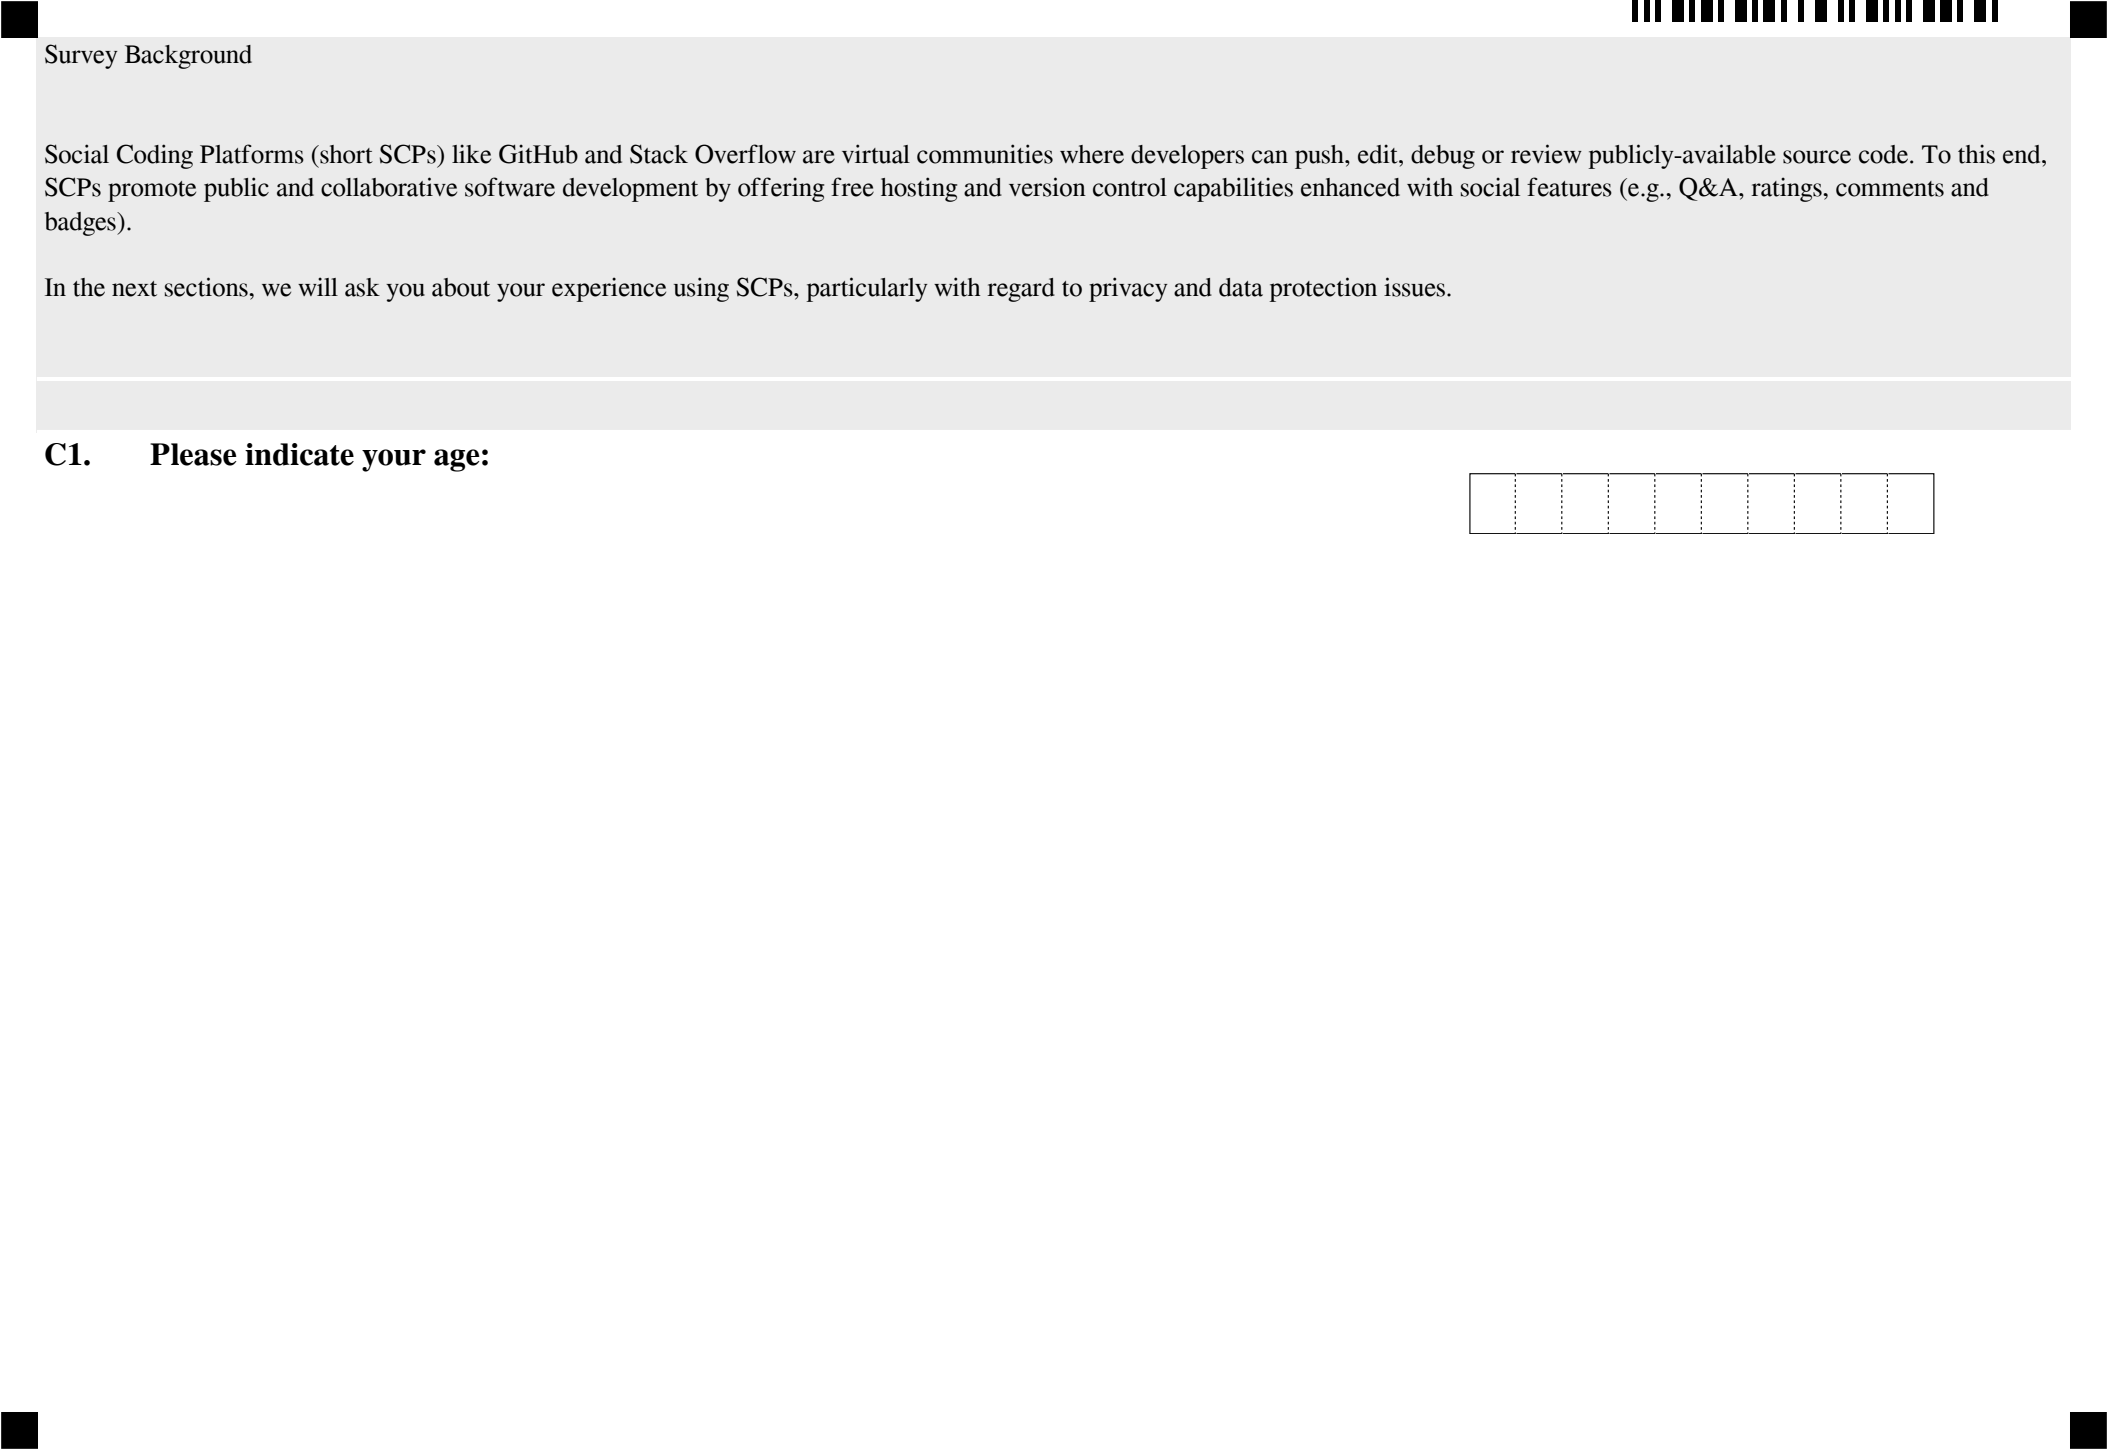 Survey Background
Social Coding Platforms (short SCPs) like GitHub and Stack Overflow are virtual communities where developers can push, edit, debug or review publicly-available source code. To this end,
SCPs promote public and collaborative software development by offering free hosting and version control capabilities enhanced with social features (e.g., Q&A, ratings, comments and
badges).
In the next sections, we will ask you about your experience using SCPs, particularly with regard to privacy and data protection issues.
C1. Please indicate your age: